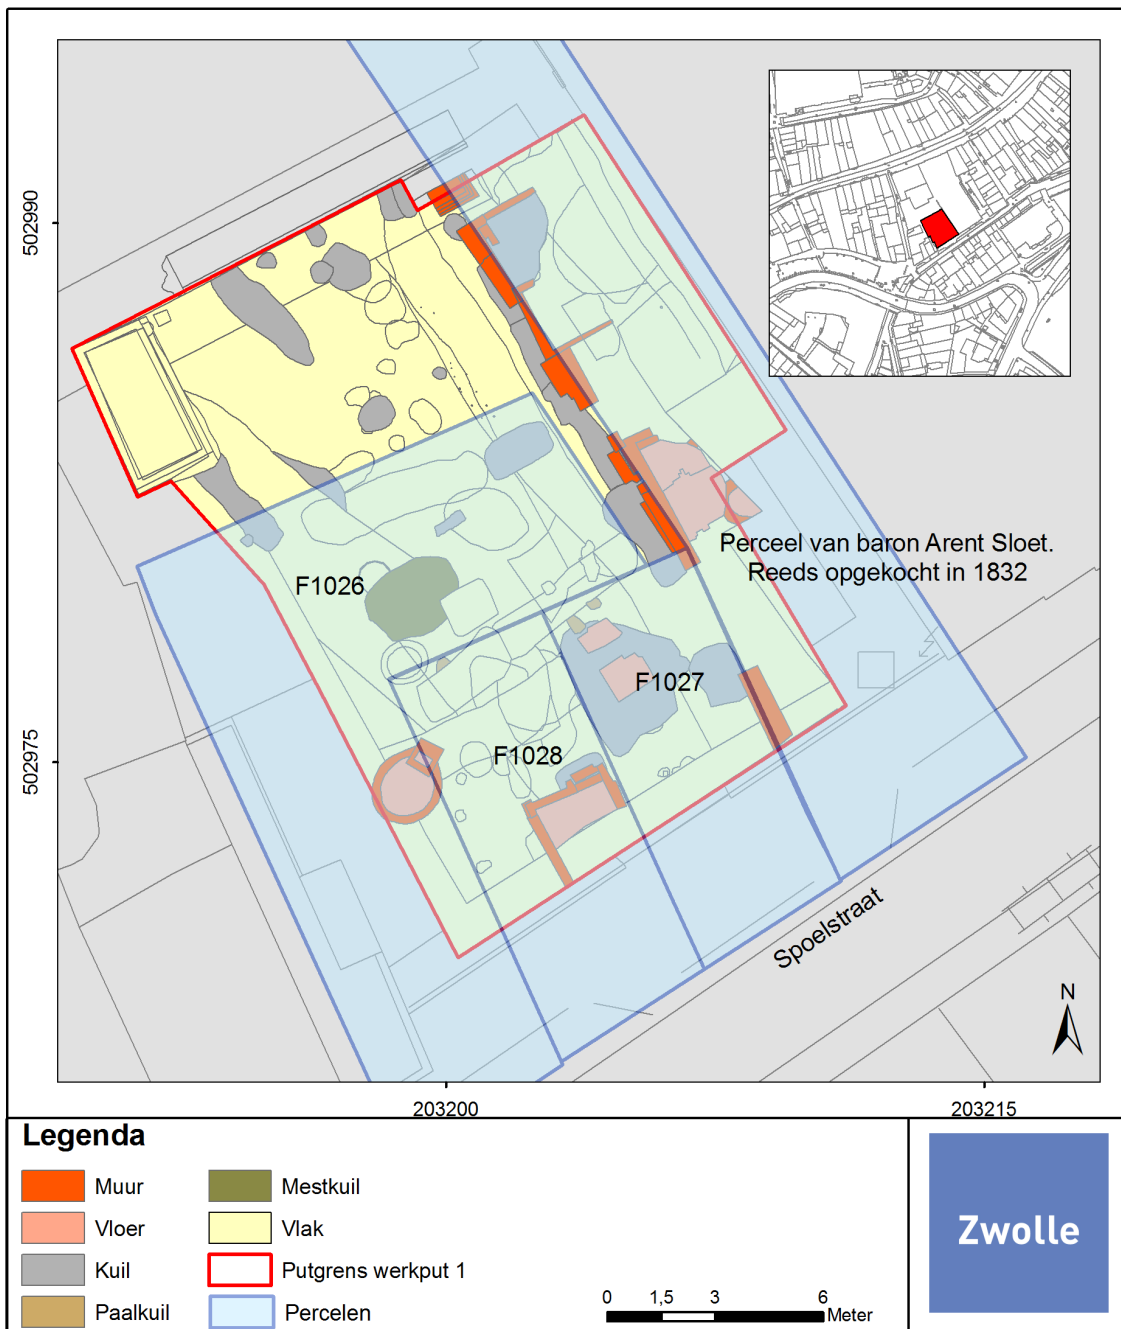 502990
F1026
Perceel van baron Arent Sloet.
Reeds opgekocht in 1832
F1027
F1028
502975
Spoelstraat
N
203200
203215
Legenda
Muur
Vloer
Kuil
Paalkuil
Mestkuil
Vlak
Putgrens werkput 1
Percelen
0 1,5 3 6
Meter
Zwolle